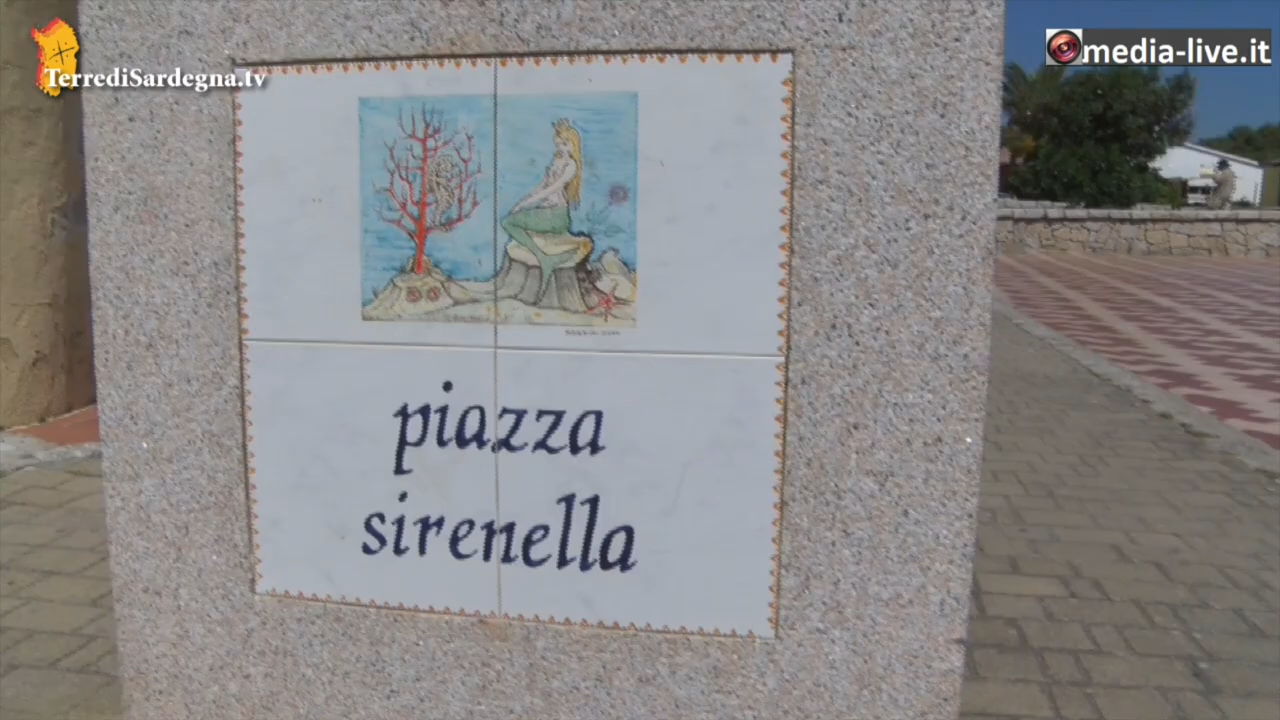 TerrediSardegna.tv
media-live.it
piazza
sirenella